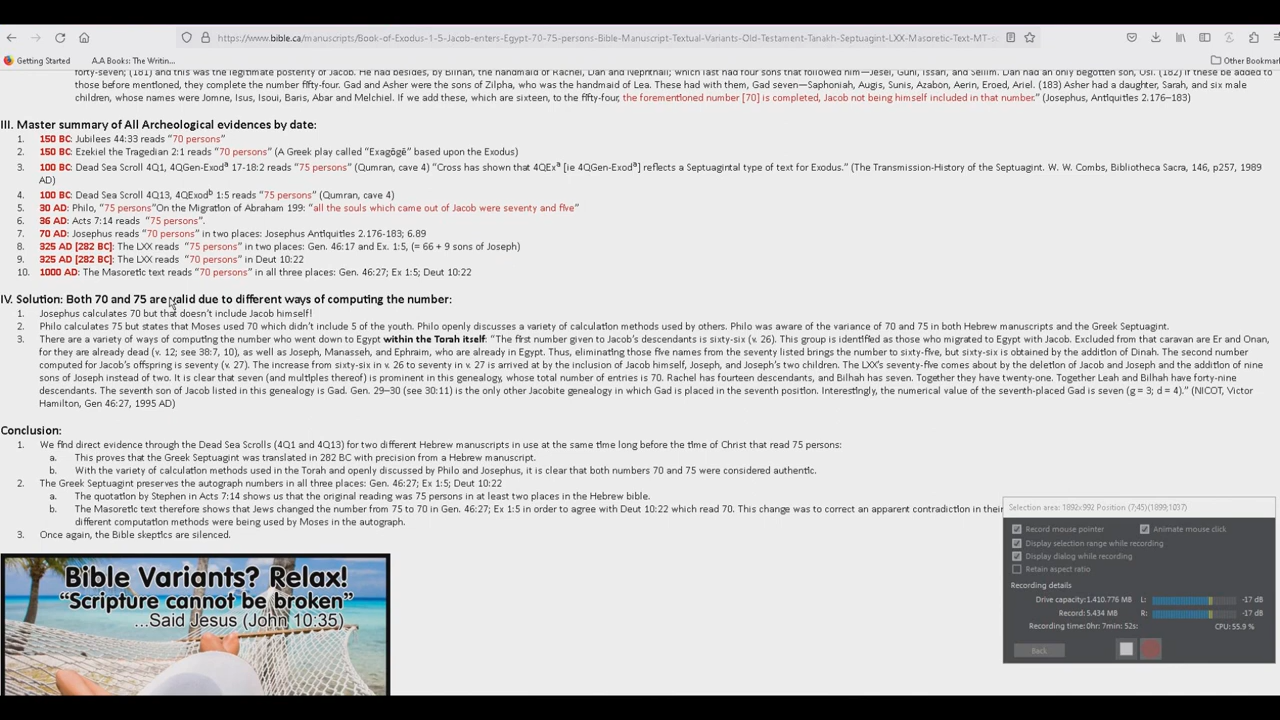 https://www.bible.ca/manuscripts/Book-of-Exodus-1-5-Jacob-enters-Egypt-70-75-persons-Bible-Manuscript-Textual-Variants-Old-Testament-Tanakh-Septuagint-LXX-Masoretic-Text-MT-s
Getting Started A.A Books: The Writin... Other Bookmar
forty-seven; (181) and this was the legitimate posterity of Jacob. He had besides, by Bilhah, the handmaid of Rachel, Dan and Nephthali; which last had four sons that followed him—Jesel, Guni, Issari, and Sellim. Dan had an only begotten son, Usi. (182) If these be added to
those before mentioned, they complete the number fifty-four. Gad and Asher were the sons of Zilpha, who was the handmaid of Lea. These had with them, Gad seven—Saphoniah, Augis, Sunis, Azabon, Aerin, Eroed, Ariel. (183) Asher had a daughter, Sarah, and six male
children, whose names were Jomne, Isus, Isoui, Baris, Abar and Melchiel. If we add these, which are sixteen, to the fifty-four, the forementioned number [70] is completed, Jacob not being himself included in that number." (Josephus, Antiquities 2.176–183)
III. Master summary of All Archeological evidences by date:
1. 150 BC: Jubilees 44:33 reads "70 persons"
2. 150 BC: Ezekiel the Tragedian 2:1 reads "70 persons" (A Greek play called "Exagōgē" based upon the Exodus)
3. 100 BC: Dead Sea Scroll 4Q1, 4QGen-Exodᵃ 17-18:2 reads "75 persons" (Qumran, cave 4) "Cross has shown that 4QExᵃ [ie 4QGen-Exodᵃ] reflects a Septuagintal type of text for Exodus." (The Transmission-History of the Septuagint. W. W. Combs, Bibliotheca Sacra, 146, p257, 1989
AD)
4. 100 BC: Dead Sea Scroll 4Q13, 4QExodᵇ 1:5 reads "75 persons" (Qumran, cave 4)
5. 30 AD: Philo, "75 persons"On the Migration of Abraham 199: "all the souls which came out of Jacob were seventy and five"
6. 36 AD: Acts 7:14 reads "75 persons".
7. 70 AD: Josephus reads "70 persons" in two places: Josephus Antiquities 2.176-183; 6.89
8. 325 AD [282 BC]: The LXX reads "75 persons" in two places: Gen. 46:17 and Ex. 1:5, (= 66 + 9 sons of Joseph)
9. 325 AD [282 BC]: The LXX reads "70 persons" in Deut 10:22
10. 1000 AD: The Masoretic text reads "70 persons" in all three places: Gen. 46:27; Ex 1:5; Deut 10:22
IV. Solution: Both 70 and 75 are valid due to different ways of computing the number:
1. Josephus calculates 70 but that doesn't include Jacob himself!
2. Philo calculates 75 but states that Moses used 70 which didn't include 5 of the youth. Philo openly discusses a variety of calculation methods used by others. Philo was aware of the variance of 70 and 75 in both Hebrew manuscripts and the Greek Septuagint.
3. There are a variety of ways of computing the number who went down to Egypt within the Torah itself: "The first number given to Jacob's descendants is sixty-six (v. 26). This group is identified as those who migrated to Egypt with Jacob. Excluded from that caravan are Er and Onan,
for they are already dead (v. 12; see 38:7, 10), as well as Joseph, Manasseh, and Ephraim, who are already in Egypt. Thus, eliminating those five names from the seventy listed brings the number to sixty-five, but sixty-six is obtained by the addition of Dinah. The second number
computed for Jacob's offspring is seventy (v. 27). The increase from sixty-six in v. 26 to seventy in v. 27 is arrived at by the inclusion of Jacob himself, Joseph, and Joseph's two children. The LXX's seventy-five comes about by the deletion of Jacob and Joseph and the addition of nine
sons of Joseph instead of two. It is clear that seven (and multiples thereof) is prominent in this genealogy, whose total number of entries is 70. Rachel has fourteen descendants, and Bilhah has seven. Together they have twenty-one. Together Leah and Bilhah have forty-nine
descendants. The seventh son of Jacob listed in this genealogy is Gad. Gen. 29–30 (see 30:11) is the only other Jacobite genealogy in which Gad is placed in the seventh position. Interestingly, the numerical value of the seventh-placed Gad is seven (g = 3; d = 4)." (NICOT, Victor
Hamilton, Gen 46:27, 1995 AD)
Conclusion:
1. We find direct evidence through the Dead Sea Scrolls (4Q1 and 4Q13) for two different Hebrew manuscripts in use at the same time long before the time of Christ that read 75 persons:
a. This proves that the Greek Septuagint was translated in 282 BC with precision from a Hebrew manuscript.
b. With the variety of calculation methods used in the Torah and openly discussed by Philo and Josephus, it is clear that both numbers 70 and 75 were considered authentic.
2. The Greek Septuagint preserves the autograph numbers in all three places: Gen. 46:27; Ex 1:5; Deut 10:22
a. The quotation by Stephen in Acts 7:14 shows us that the original reading was 75 persons in at least two places in the Hebrew bible.
b. The Masoretic text therefore shows that Jews changed the number from 75 to 70 in Gen. 46:27; Ex 1:5 in order to agree with Deut 10:22 which read 70. This change was to correct an apparent contradiction in their
different computation methods were being used by Moses in the autograph.
3. Once again, the Bible skeptics are silenced.
Bible Variants? Relax!
"Scripture cannot be broken"
...Said Jesus (John 10:35)
Selection area: 1892x992 Position (7;45)(1899;1037)
Record mouse pointer Animate mouse click
Display selection range while recording
Display dialog while recording
Retain aspect ratio
Recording details
Drive capacity:1.410.776 MB L: -17 dB
Record: 5.434 MB R: -17 dB
Recording time: 0hr: 7min: 52s CPU: 55.9 %
Back